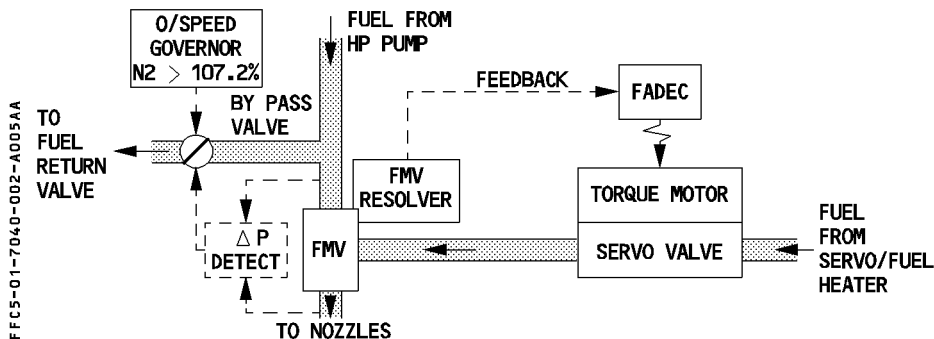 O/SPEED
GOVERNOR
N2 > 107.2%
FUEL FROM
HP PUMP
FEEDBACK
FADEC
BY PASS
VALVE
TO
FUEL
RETURN
VALVE
FMV
RESOLVER
TORQUE MOTOR
SERVO VALVE
FUEL
FROM
SERVO/FUEL
HEATER
Δ P
DETECT
FMV
TO NOZZLES
FFC5-01-7040-002-A005AA